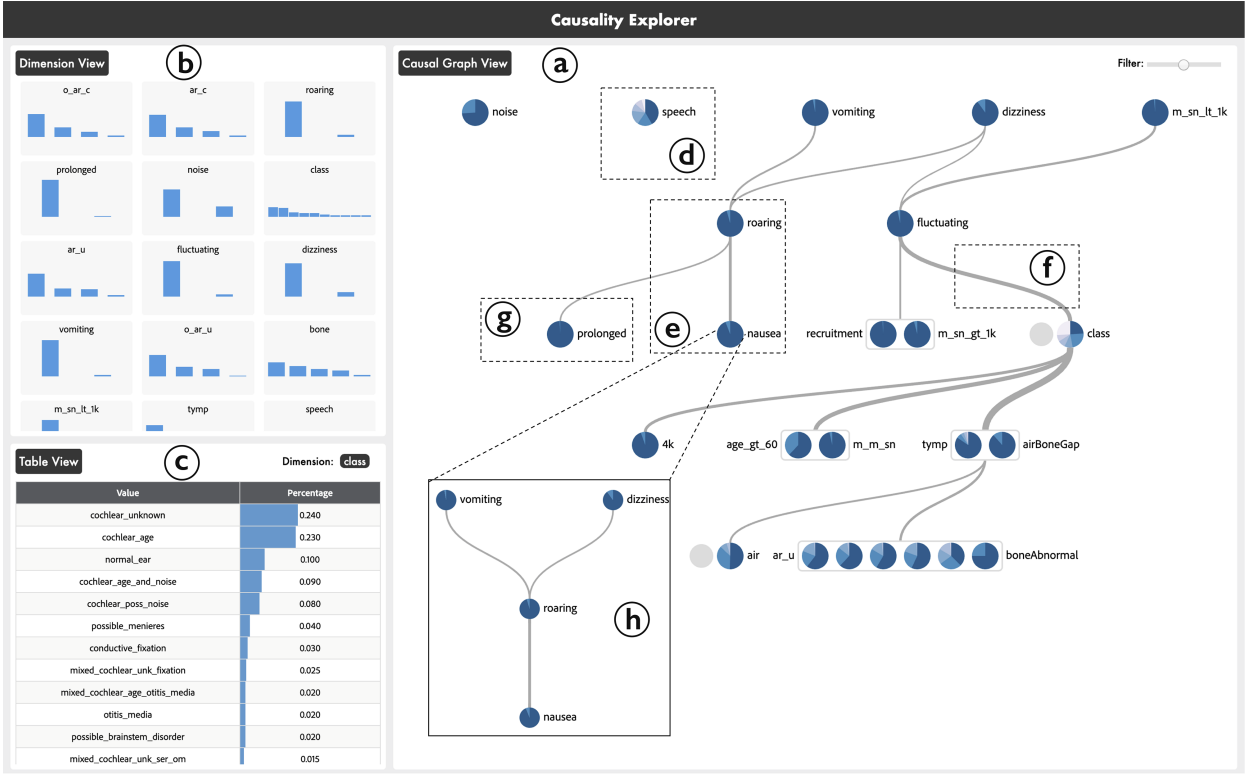 Causality Explorer
Dimension View
b
o_ar_c
ar_c
roaring
prolonged
noise
class
ar_u
fluctuating
dizziness
vomiting
o_ar_u
bone
m_sn_lt_1k
tymp
speech
Table View
c
Dimension: class
Value Percentage
cochlear_unknown 0.240
cochlear_age 0.230
normal_ear 0.100
cochlear_age_and_noise 0.090
cochlear_poss_noise 0.080
possible_menieres 0.040
conductive_fixation 0.030
mixed_cochlear_unk_fixation 0.025
mixed_cochlear_age_otitis_media 0.020
otitis_media 0.020
possible_brainstem_disorder 0.020
mixed_cochlear_unk_ser_om 0.015
Causal Graph View
a
Filter:
noise
speech
vomiting
dizziness
m_sn_lt_1k
d
roaring
fluctuating
f
g
prolonged
e
nausea
recruitment
m_sn_gt_1k
class
4k
age_gt_60
m_m_sn
tymp
airBoneGap
vomiting
dizziness
air
ar_u
boneAbnormal
roaring
h
nausea